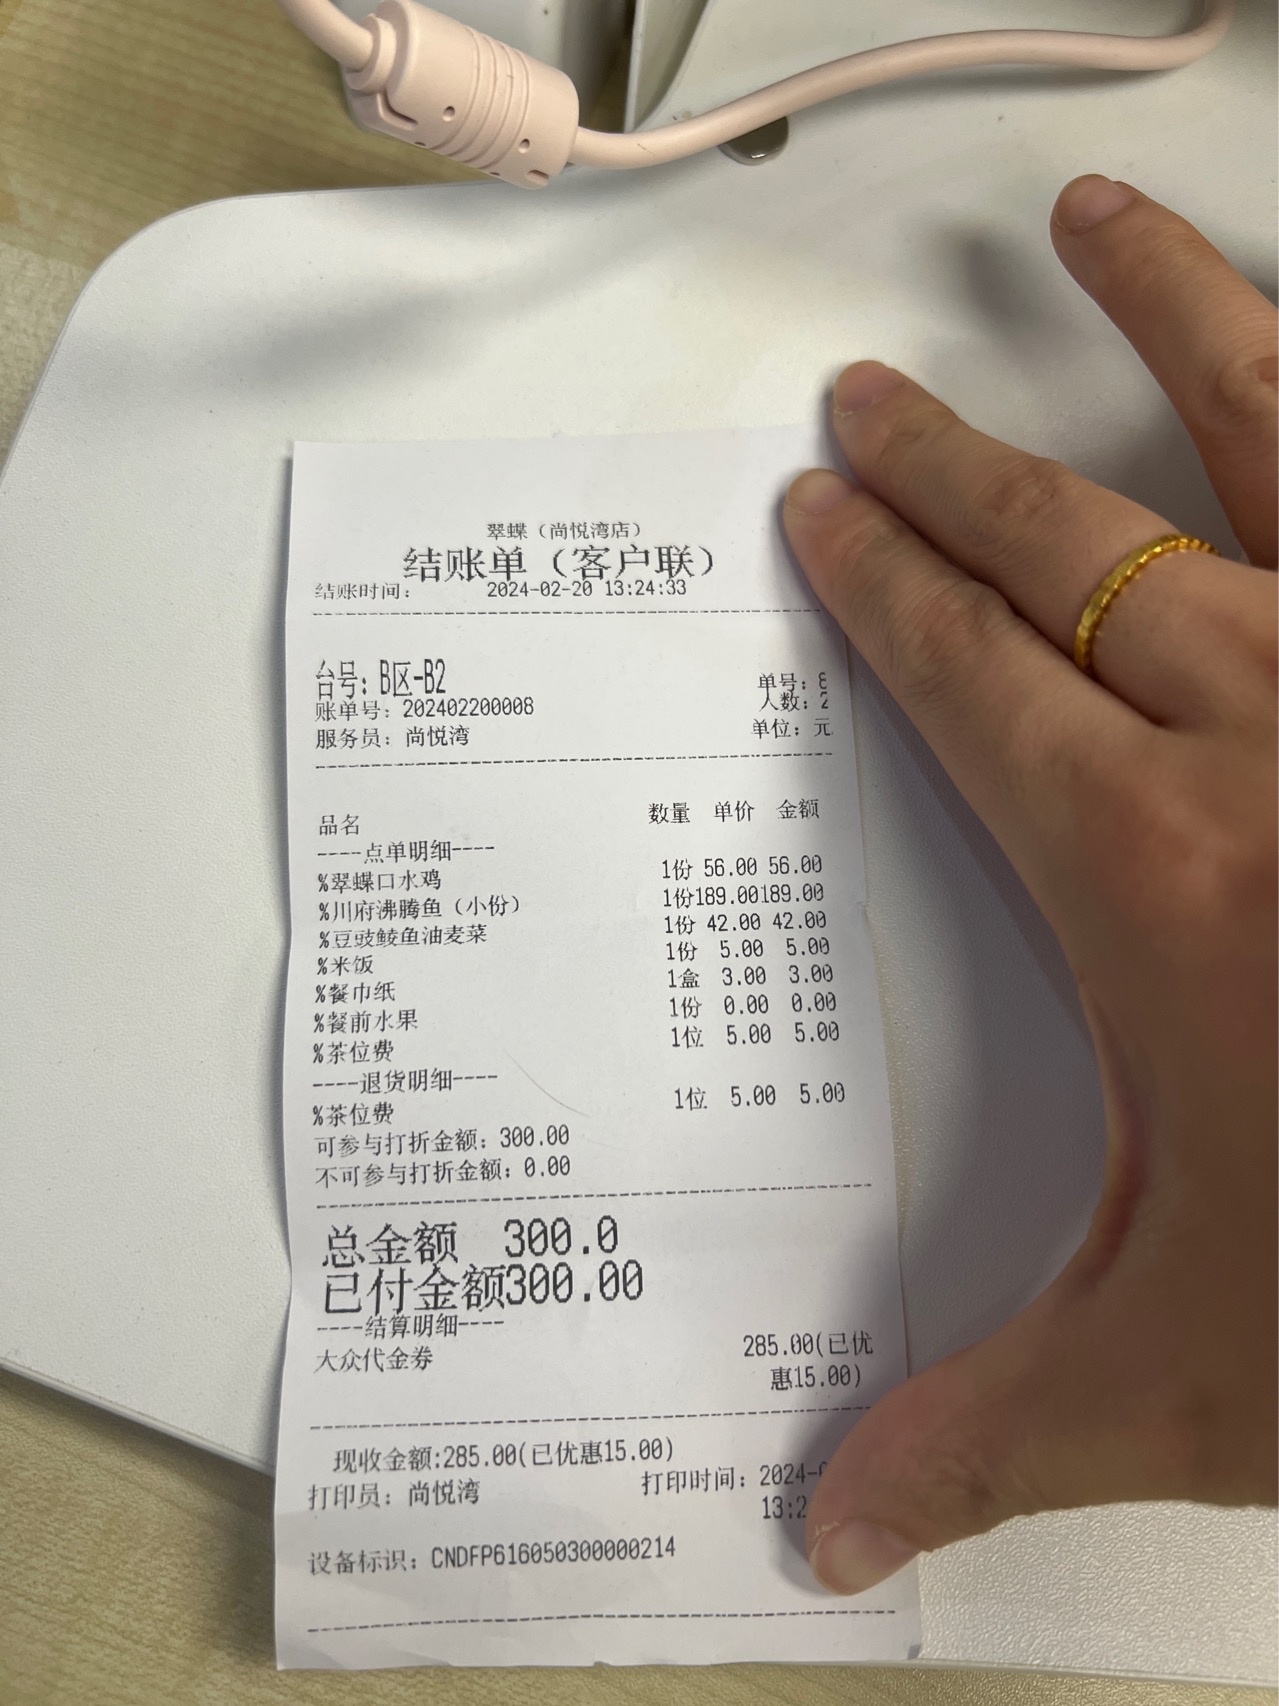 翠蝶（尚悦湾店）
结账单（客户联）
结账时间： 2024-02-20 13:24:33
台号：B区-B2
单号：
账单号：202402200008
人数：2
服务员：尚悦湾
单位：元
品名 数量 单价 金额
----点单明细----
%翠蝶口水鸡 1份 56.00 56.00
%川府沸腾鱼（小份） 1份189.00189.00
%豆豉鲮鱼油麦菜 1份 42.00 42.00
%米饭 1份 5.00 5.00
%餐巾纸 1盒 3.00 3.00
%餐前水果 1份 0.00 0.00
%茶位费 1位 5.00 5.00
----退货明细----
%茶位费 1位 5.00 5.00
可参与打折金额：300.00
不可参与打折金额：0.00
总金额 300.0
已付金额300.00
----结算明细----
大众代金券 285.00(已优
惠15.00)
现收金额:285.00(已优惠15.00)
打印员：尚悦湾 打印时间：2024-
13:2
设备标识：CNDFP616050300000214